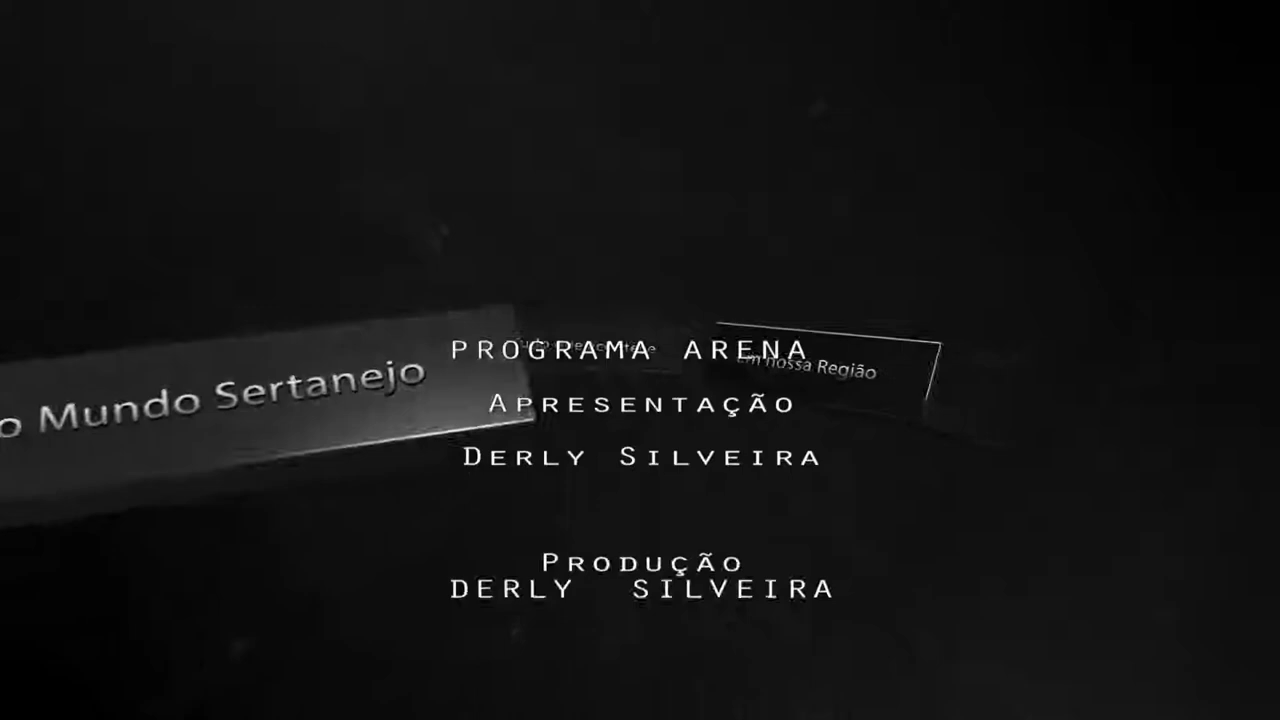 o Mundo Sertanejo
em nossa Região
PROGRAMA ARENA
APRESENTAÇÃO
DERLY SILVEIRA
PRODUÇÃO
DERLY SILVEIRA